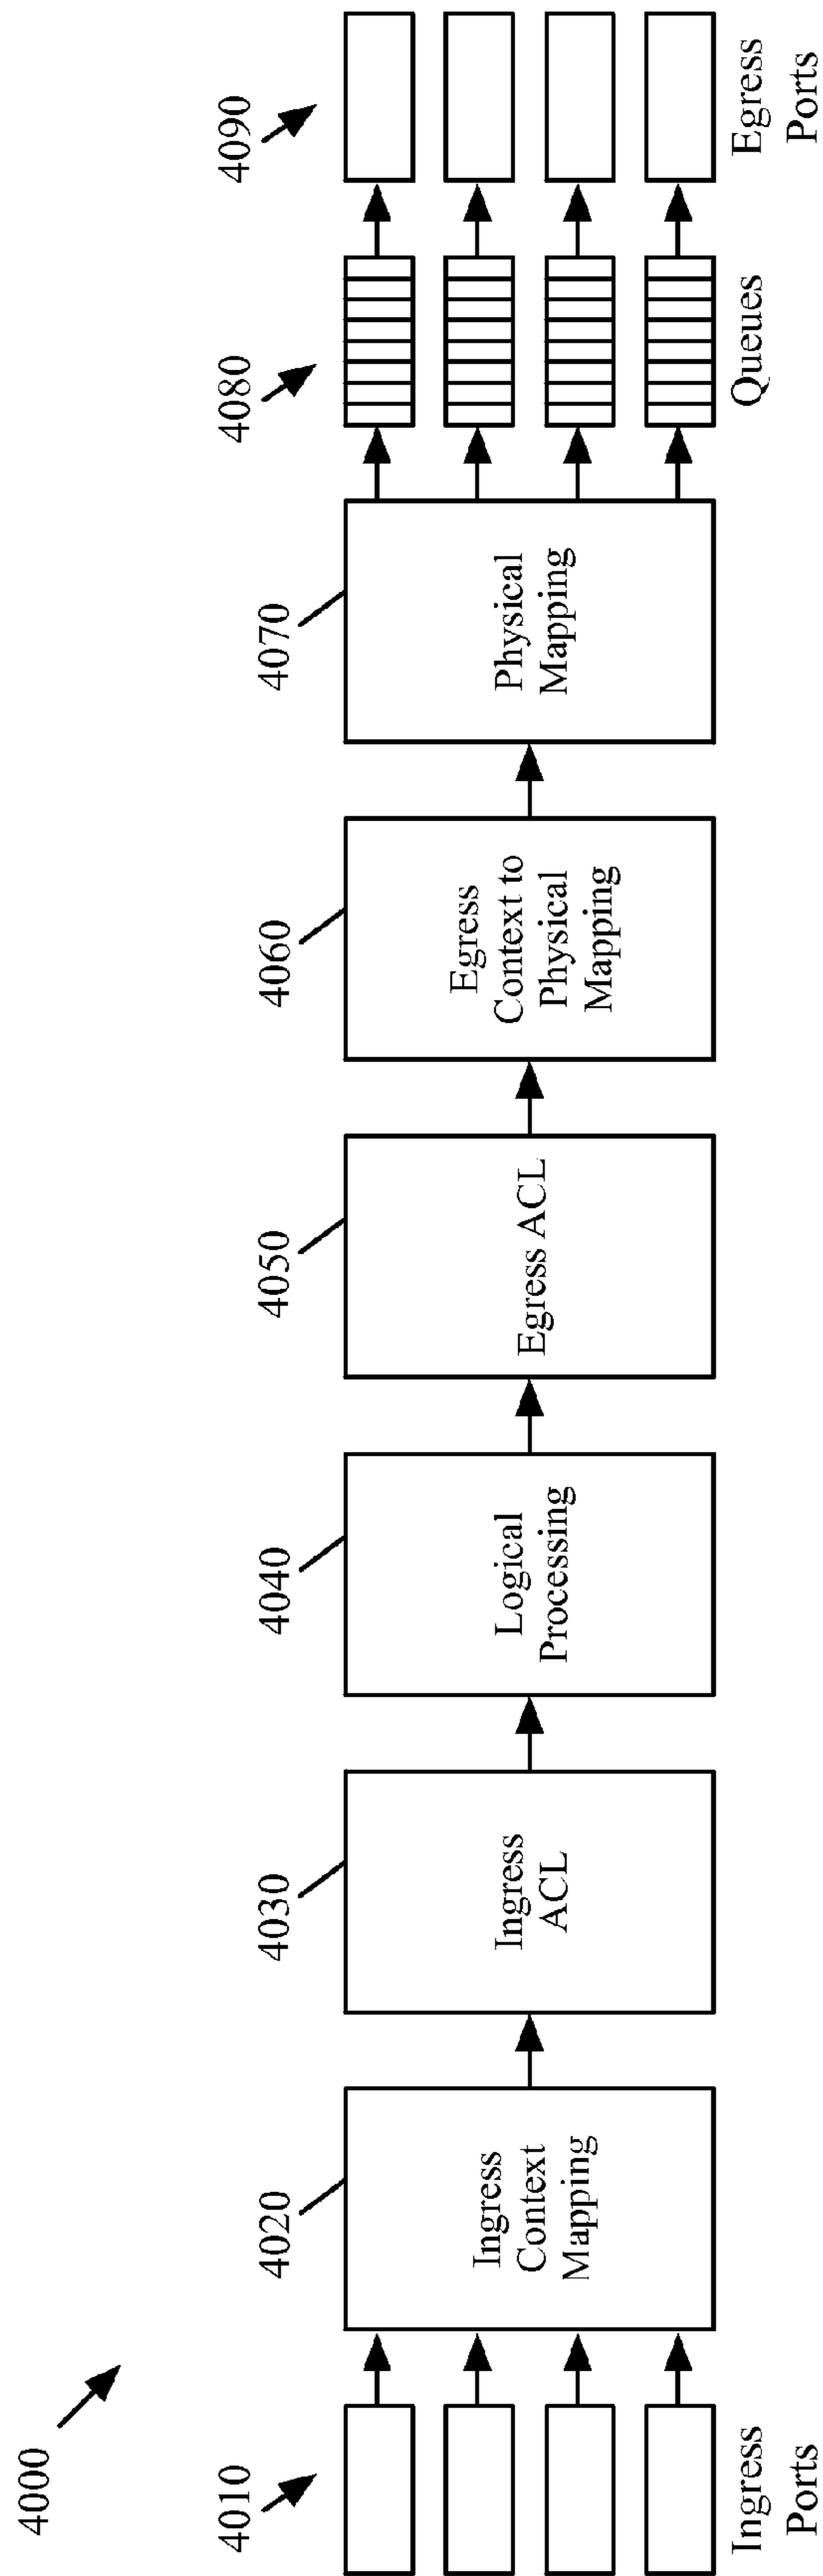 4000
4010
4020
4030
4040
4050
4060
4070
4080
4090
Ingress
Context
Mapping
Ingress
ACL
Logical
Processing
Egress ACL
Egress
Context to
Physical
Mapping
Physical
Mapping
Ingress
Ports
Queues
Egress
Ports